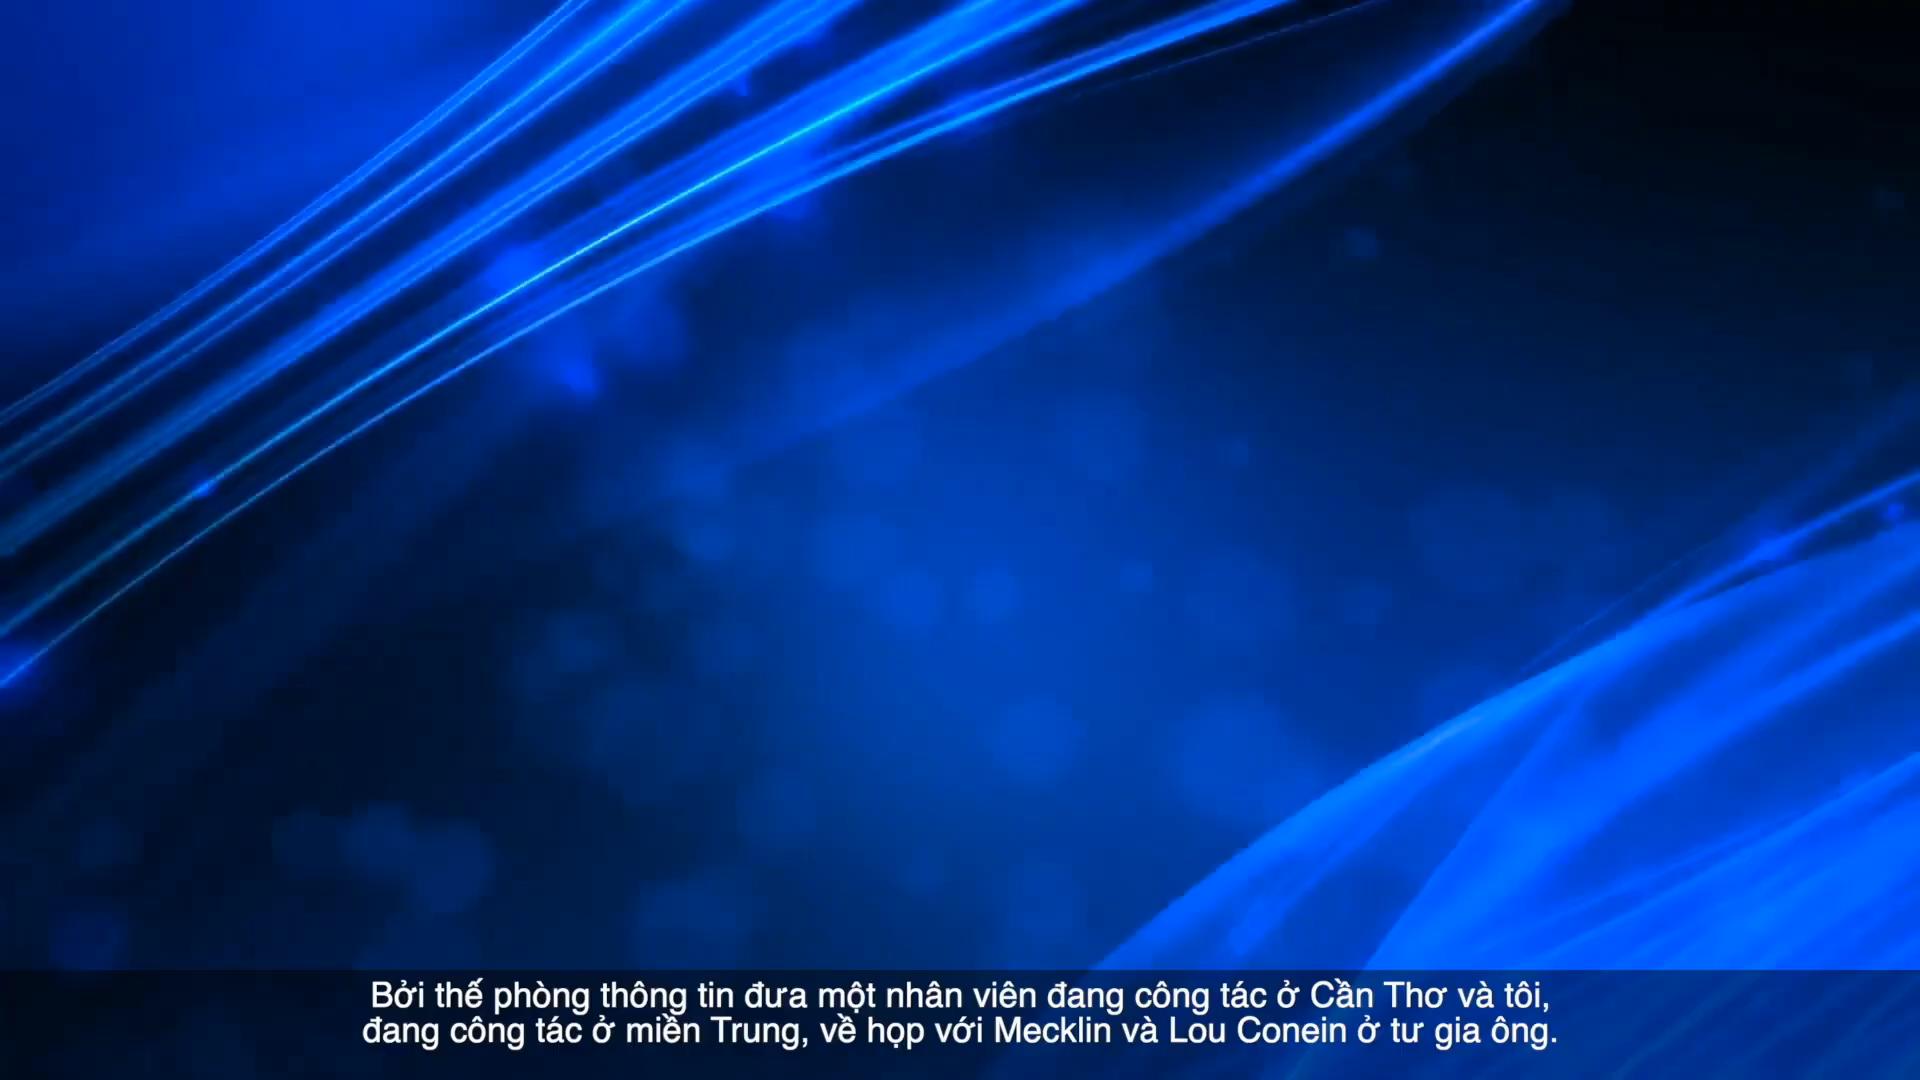 Bởi thế phòng thông tin đưa một nhân viên đang công tác ở Cần Thơ và tôi,
đang công tác ở miền Trung, về họp với Mecklin và Lou Conein ở tư gia ông.